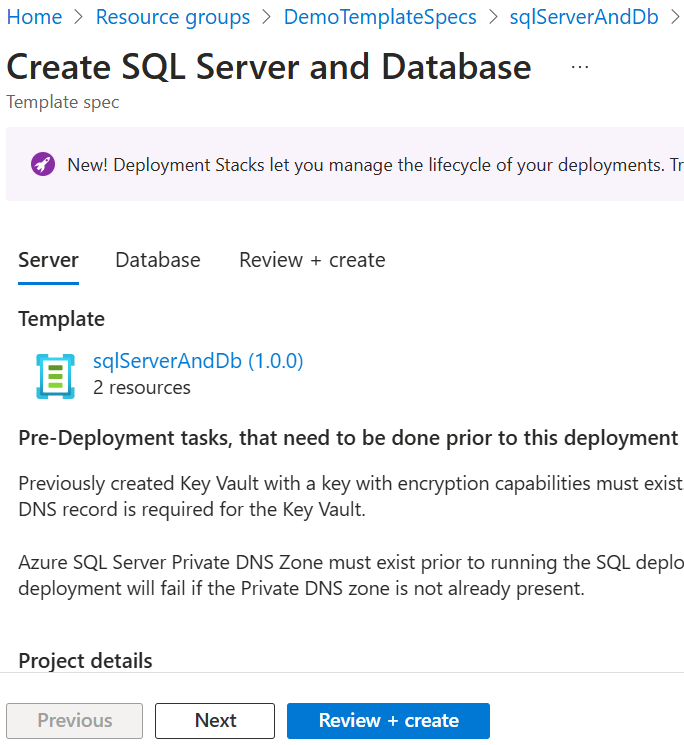 Home > Resource groups > DemoTemplateSpecs > sqlServerAndDb >
Create SQL Server and Database ...
Template spec
New! Deployment Stacks let you manage the lifecycle of your deployments. Tr
Server Database Review + create
Template
sqlServerAndDb (1.0.0)
2 resources
Pre-Deployment tasks, that need to be done prior to this deployment
Previously created Key Vault with a key with encryption capabilities must exist.
DNS record is required for the Key Vault.
Azure SQL Server Private DNS Zone must exist prior to running the SQL deplo
deployment will fail if the Private DNS zone is not already present.
Project details
Previous Next Review + create